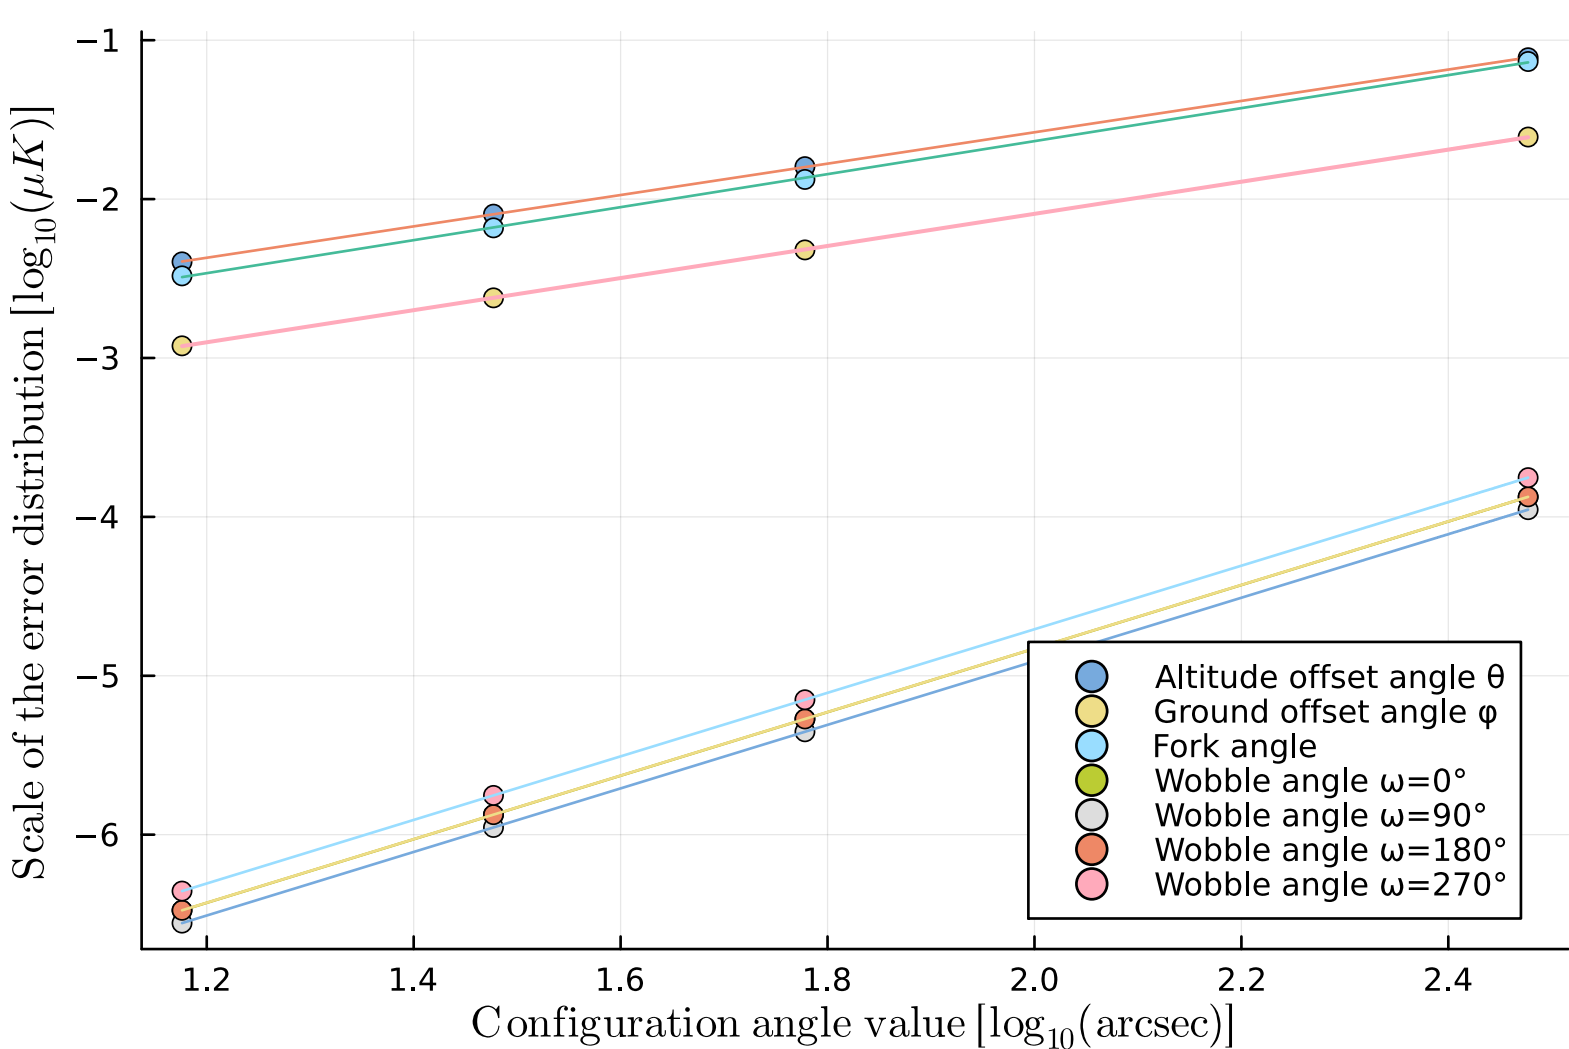 Scale of the error distribution [log₁₀(μK)]
−1
−2
−3
−4
−5
−6
Altitude offset angle θ
Ground offset angle φ
Fork angle
Wobble angle ω=0°
Wobble angle ω=90°
Wobble angle ω=180°
Wobble angle ω=270°
1.2 1.4 1.6 1.8 2.0 2.2 2.4
Configuration angle value [log₁₀(arcsec)]